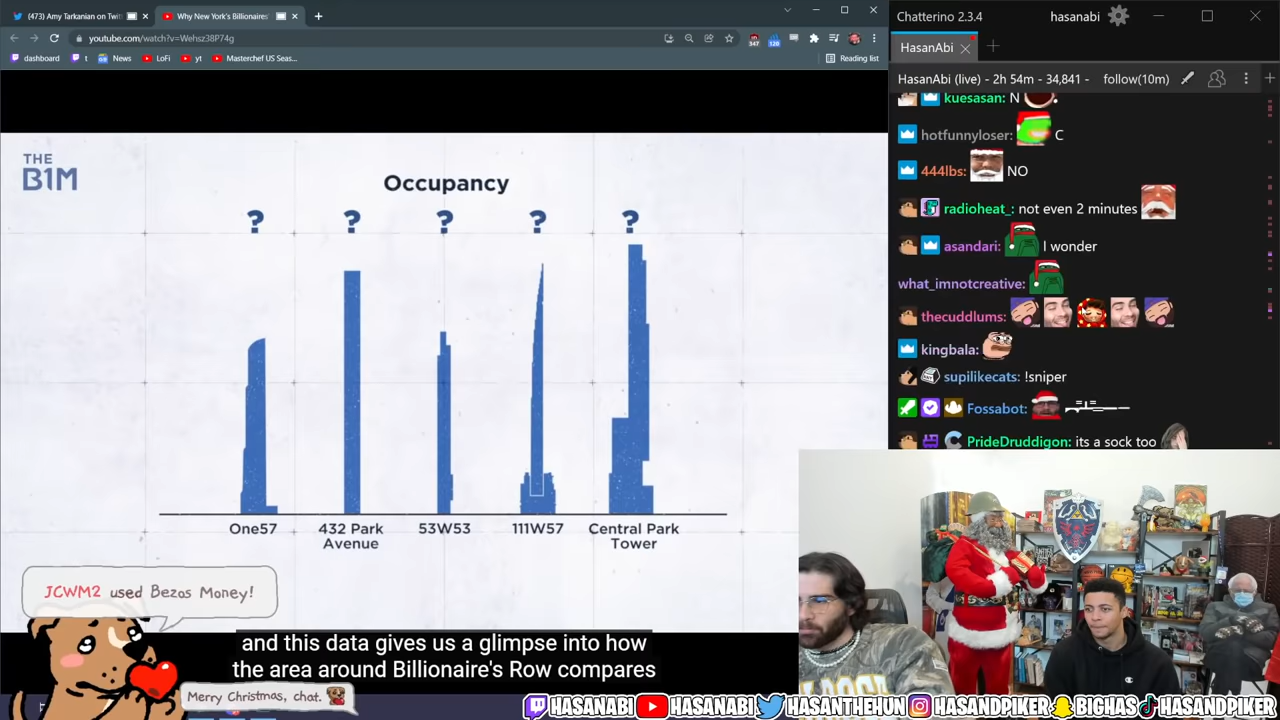 (473) Amy Tarkanian on Twit
Why New York's Billionaires'
youtube.com/watch?v=Wehsz38P74g
347
128
dashboard
t
News
LoFi
yt
Masterchef US Seas...
Reading list
THE
B1M
Occupancy
? ? ? ? ?
One57
432 Park
Avenue
53W53
111W57
Central Park
Tower
JCWM2 used Bezos Money!
and this data gives us a glimpse into how
the area around Billionaire's Row compares
Merry Christmas, chat.
Chatterino 2.3.4
hasanabi
HasanAbi
HasanAbi (live) - 2h 54m - 34,841 -
follow(10m)
kuesasan: N
hotfunnyloser: C
444lbs: NO
radioheat_: not even 2 minutes
asandari: I wonder
what_imnotcreative:
thecuddlums:
kingbala:
supilikecats: !sniper
Fossabot:
PrideDruddigon: its a sock too
HASANABI
HASANABI
HASANTHEHUN
HASANDPIKER
BIGHAS
HASANDPIKER